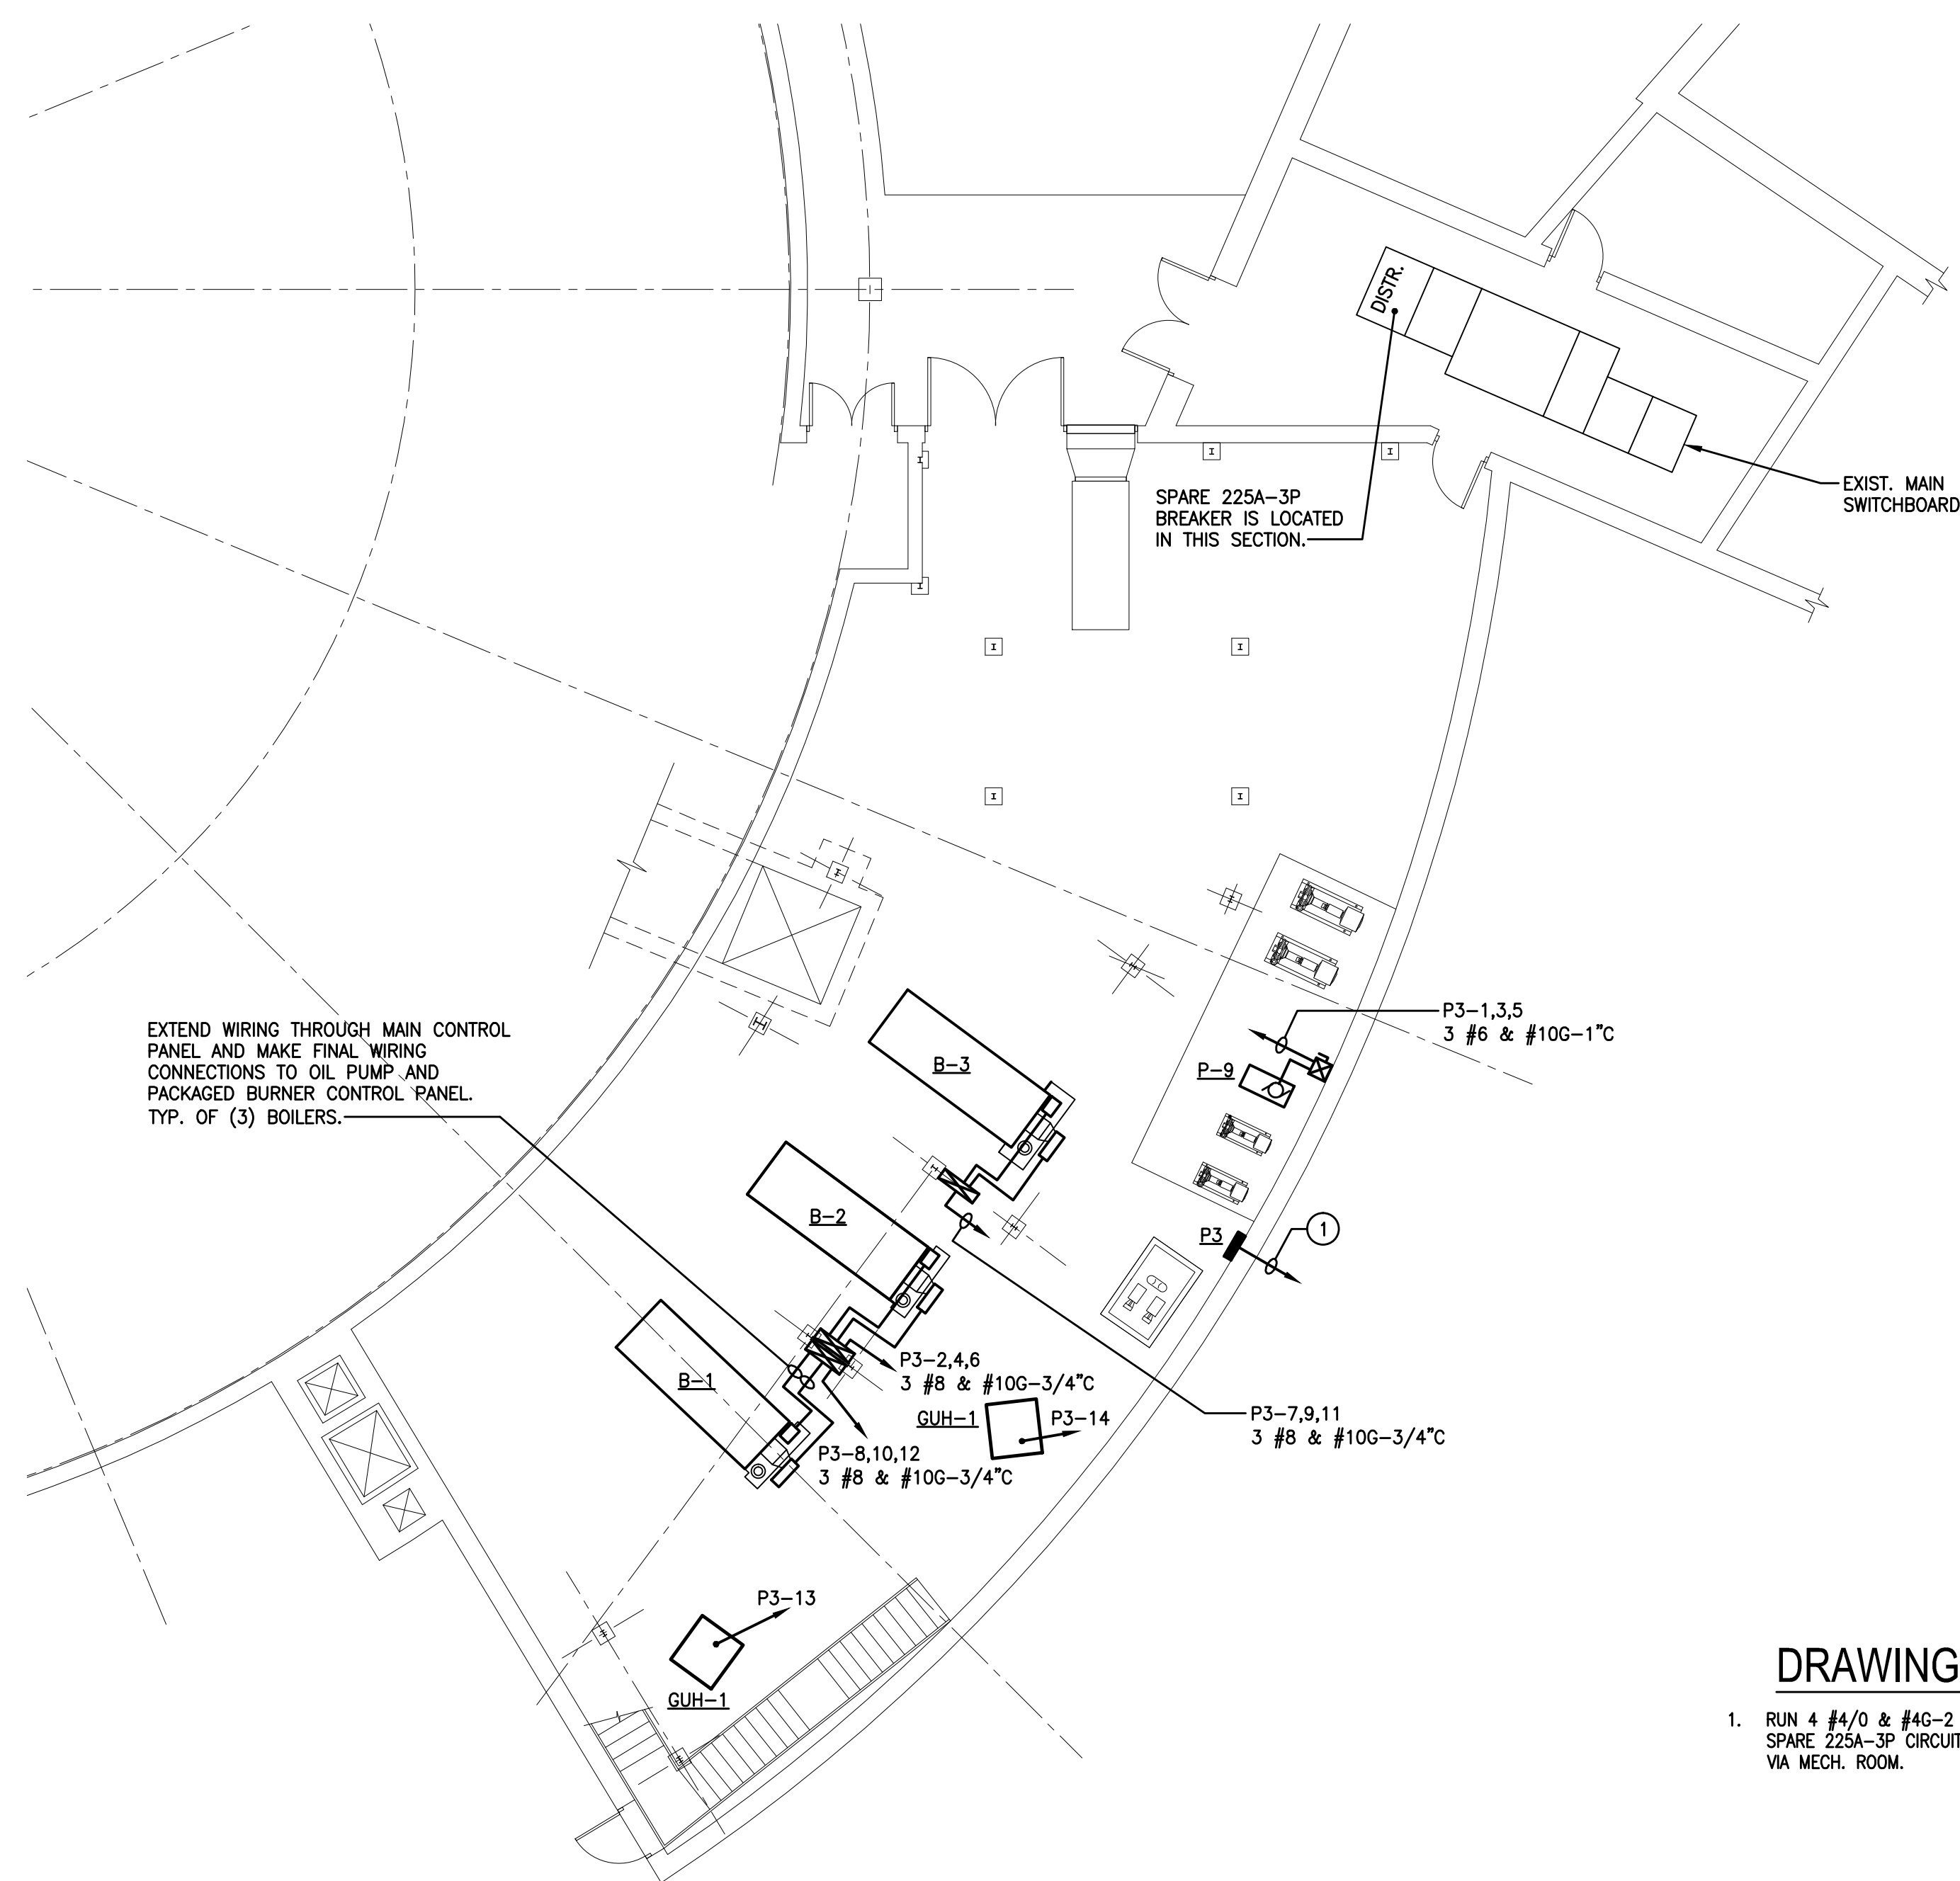 DISTR.
SPARE 225A-3P
BREAKER IS LOCATED
IN THIS SECTION.
EXIST. MAIN
SWITCHBOARD
EXTEND WIRING THROUGH MAIN CONTROL
PANEL AND MAKE FINAL WIRING
CONNECTIONS TO OIL PUMP AND
PACKAGED BURNER CONTROL PANEL.
TYP. OF (3) BOILERS.
P3-1,3,5
3 #6 & #10G-1"C
B-3
P-9
B-2
P3
1
B-1
P3-2,4,6
3 #8 & #10G-3/4"C
GUH-1
P3-14
P3-7,9,11
3 #8 & #10G-3/4"C
P3-8,10,12
3 #8 & #10G-3/4"C
P3-13
GUH-1
DRAWING
1. RUN 4 #4/0 & #4G-2
SPARE 225A-3P CIRCUIT
VIA MECH. ROOM.